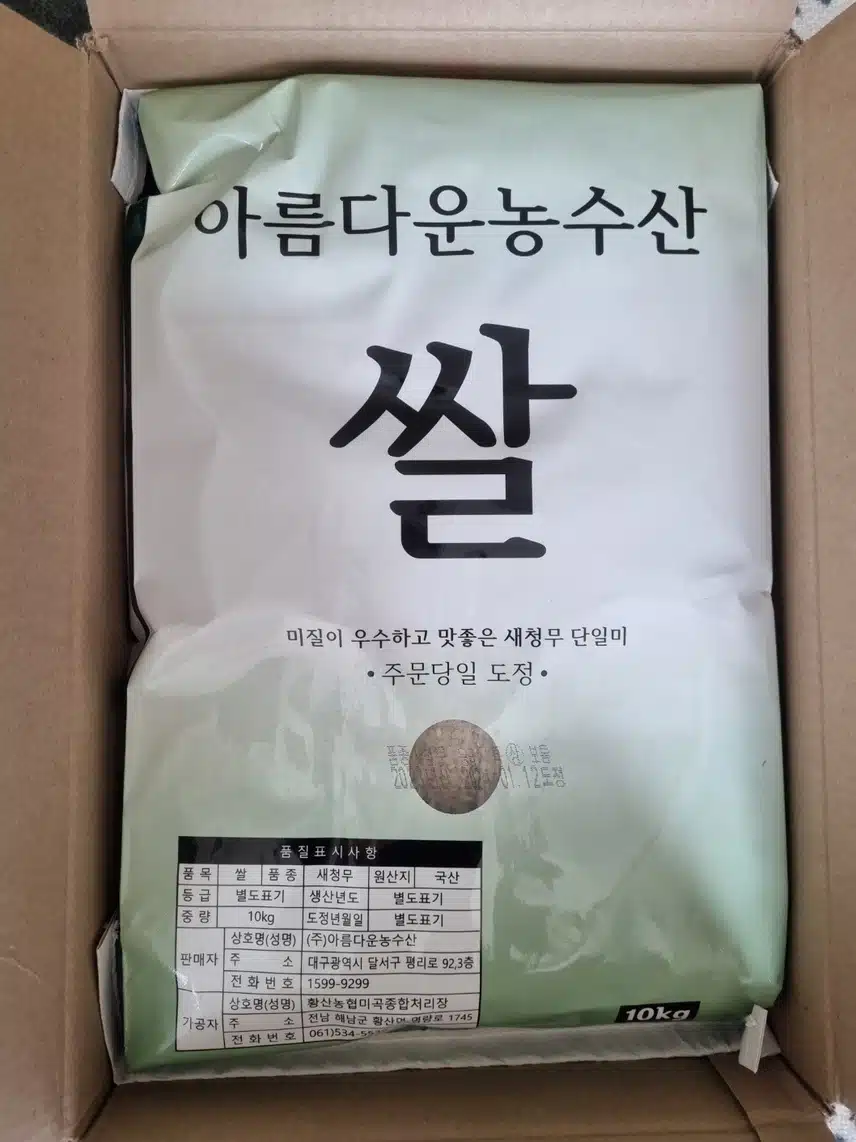 아름다운농수산
쌀
미질이 우수하고 맛좋은 새청무 단일미
•주문당일 도정•
품질표시사항
품목 쌀 품종 새청무 원산지 국산
등급 별도표기 생산년도 별도표기
중량 10kg 도정년월일 별도표기
판매자 상호명(성명) (주)아름다운농수산
주소 대구광역시 달서구 평리로 92,3층
전화번호 1599-9299
가공자 상호명(성명) 황산농협미곡종합처리장
주소 전남 해남군 황산면 명량로 1745
전화번호
10kg